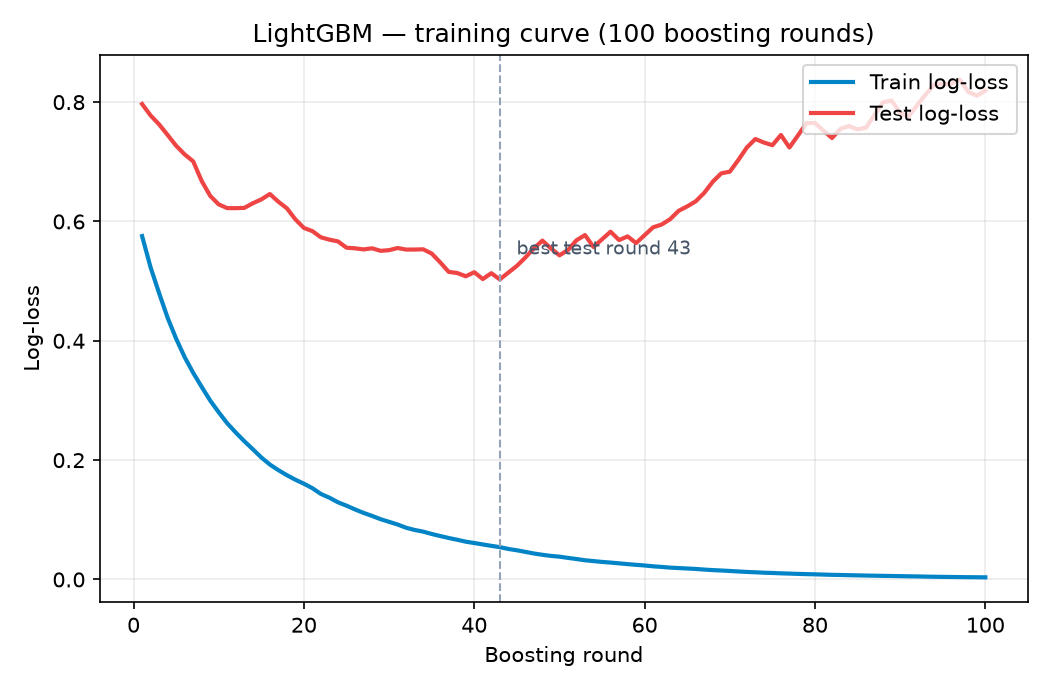 LightGBM — training curve (100 boosting rounds)
Train log-loss
Test log-loss
best test round 43
Log-loss
0.8
0.6
0.4
0.2
0.0
0 20 40 60 80 100
Boosting round